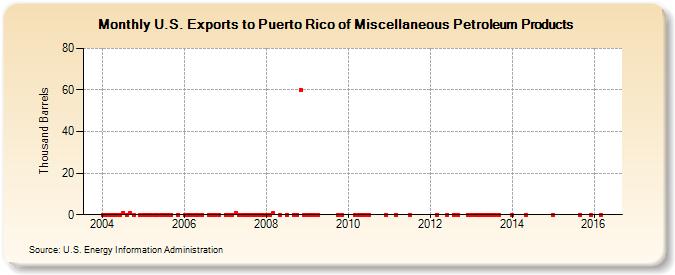 Monthly U.S. Exports to Puerto Rico of Miscellaneous Petroleum Products
Thousand Barrels
80
60
40
20
0
2004 2006 2008 2010 2012 2014 2016
Source: U.S. Energy Information Administration